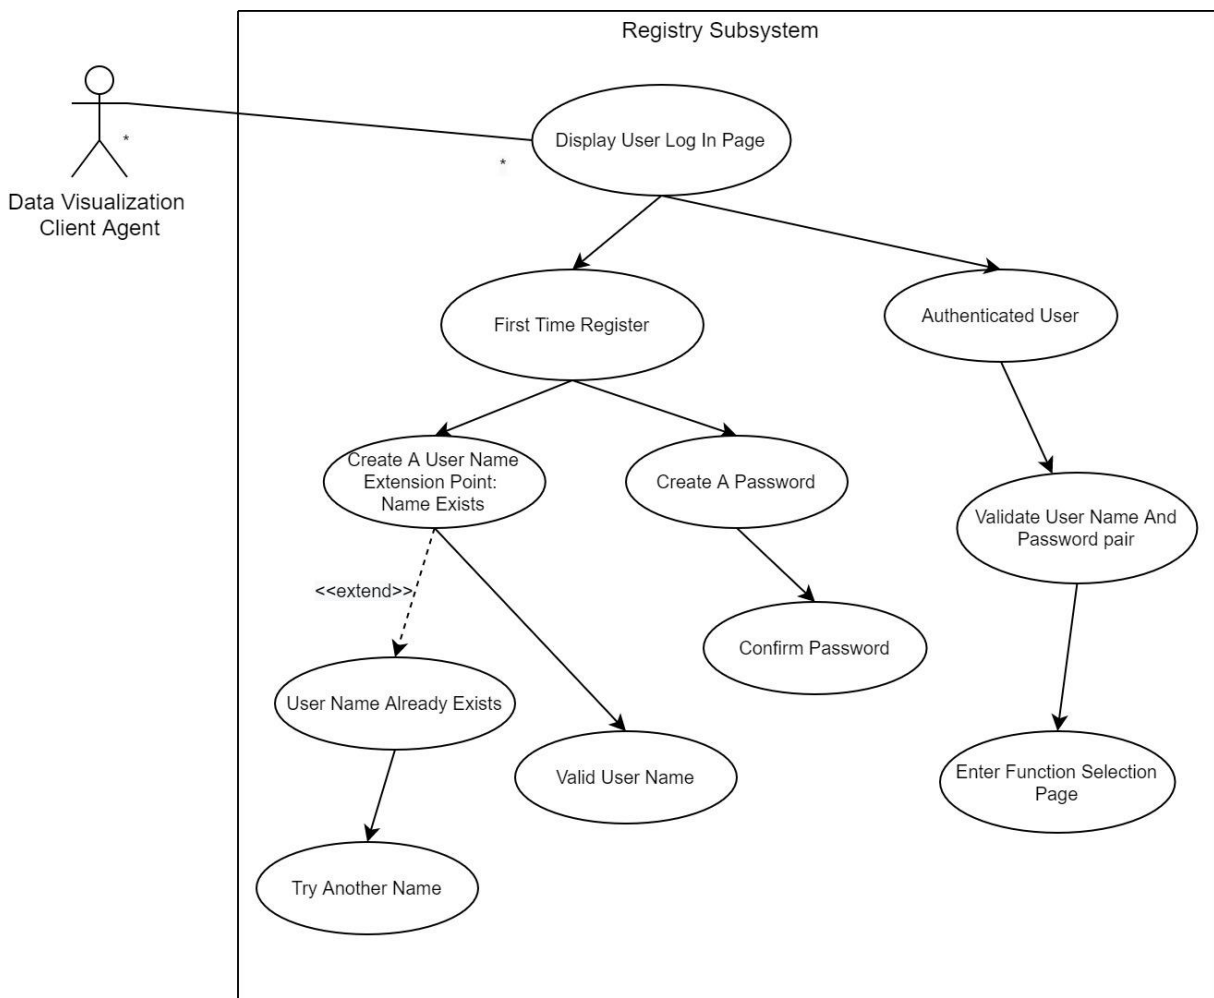 Registry Subsystem
*
Data Visualization
Client Agent
Display User Log In Page
*
First Time Register
Authenticated User
Create A User Name
Extension Point:
Name Exists
Create A Password
Validate User Name And
Password pair
<<extend>>
Confirm Password
User Name Already Exists
Valid User Name
Enter Function Selection
Page
Try Another Name